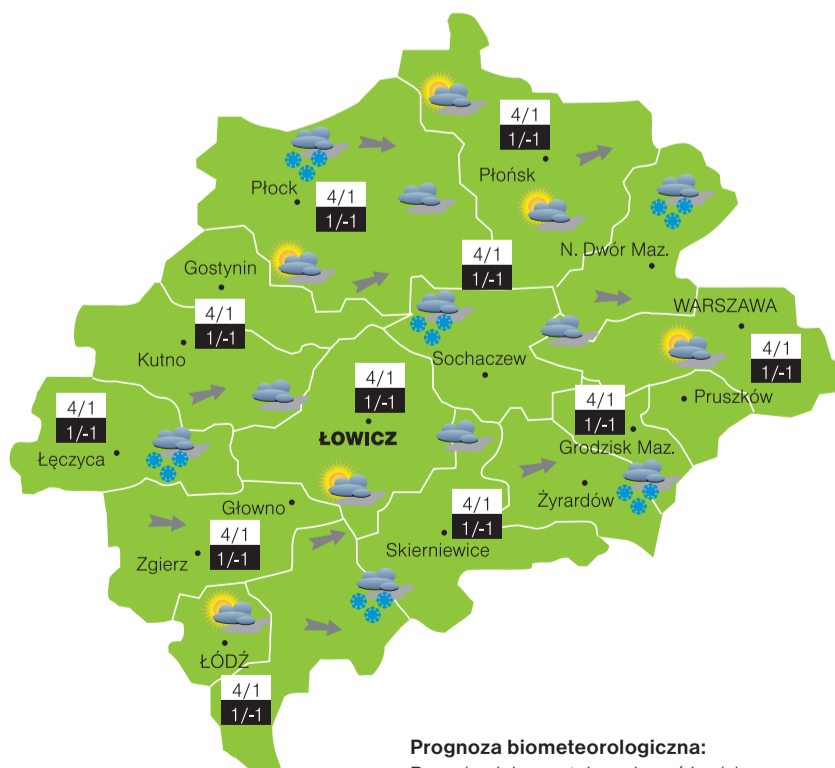 4/1
1/-1
Płońsk
Płock
4/1
1/-1
N. Dwór Maz.
4/1
1/-1
Gostynin
WARSZAWA
4/1
1/-1
Kutno
4/1
1/-1
Sochaczew
4/1
1/-1
ŁOWICZ
Pruszków
4/1
1/-1
Grodzisk Maz.
4/1
1/-1
Łęczyca
Żyrardów
Głowno
4/1
1/-1
Skierniewice
4/1
1/-1
Zgierz
ŁÓDŹ
4/1
1/-1
Prognoza biometeorologiczna: